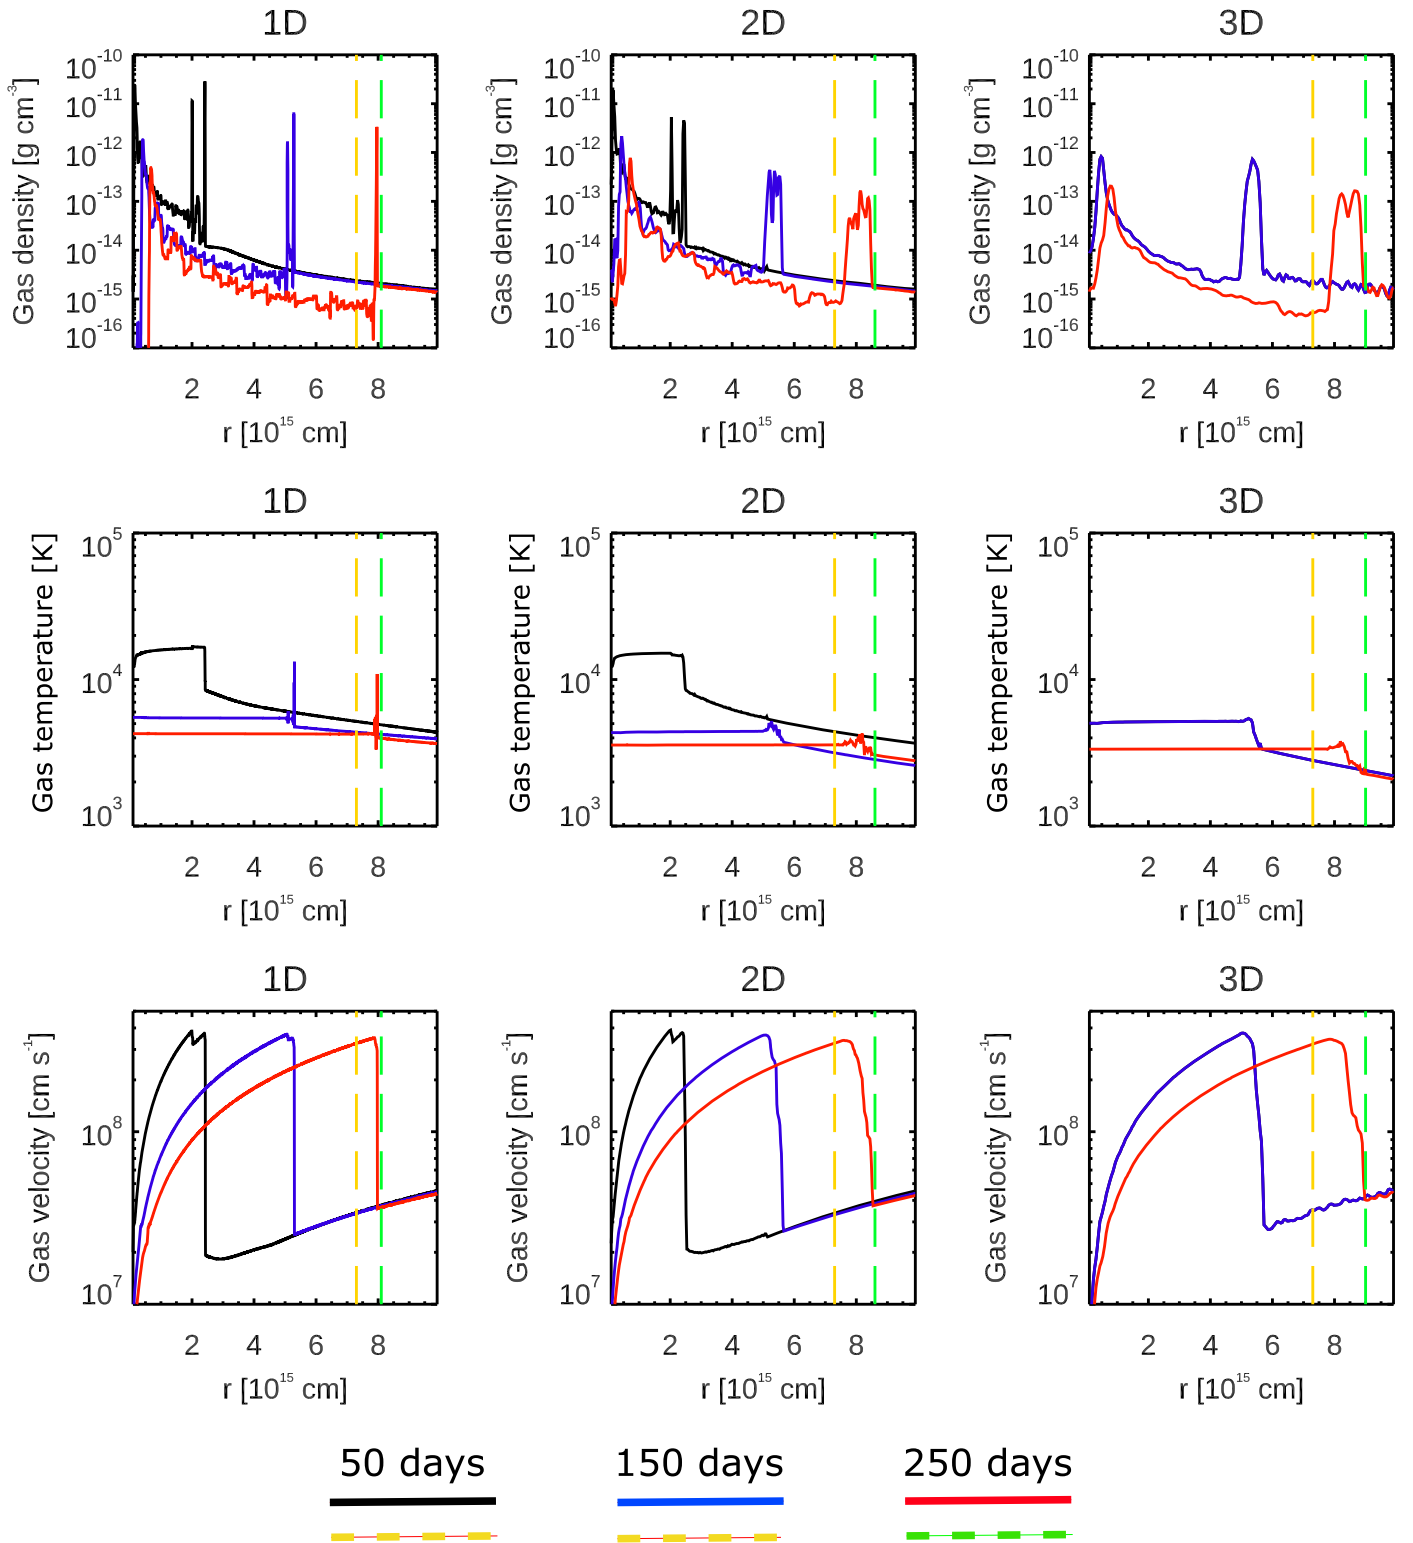 1D 2D 3D
Gas density [g cm⁻³] Gas density [g cm⁻³] Gas density [g cm⁻³]
10⁻¹⁰ 10⁻¹⁰ 10⁻¹⁰
10⁻¹¹ 10⁻¹¹ 10⁻¹¹
10⁻¹² 10⁻¹² 10⁻¹²
10⁻¹³ 10⁻¹³ 10⁻¹³
10⁻¹⁴ 10⁻¹⁴ 10⁻¹⁴
10⁻¹⁵ 10⁻¹⁵ 10⁻¹⁵
10⁻¹⁶ 10⁻¹⁶ 10⁻¹⁶
2 4 6 8 2 4 6 8 2 4 6 8
r [10¹⁵ cm] r [10¹⁵ cm] r [10¹⁵ cm]
1D 2D 3D
Gas temperature [K] Gas temperature [K] Gas temperature [K]
10⁵ 10⁵ 10⁵
10⁴ 10⁴ 10⁴
10³ 10³ 10³
2 4 6 8 2 4 6 8 2 4 6 8
r [10¹⁵ cm] r [10¹⁵ cm] r [10¹⁵ cm]
1D 2D 3D
Gas velocity [cm s⁻¹] Gas velocity [cm s⁻¹] Gas velocity [cm s⁻¹]
10⁸ 10⁸ 10⁸
10⁷ 10⁷ 10⁷
2 4 6 8 2 4 6 8 2 4 6 8
r [10¹⁵ cm] r [10¹⁵ cm] r [10¹⁵ cm]
50 days 150 days 250 days